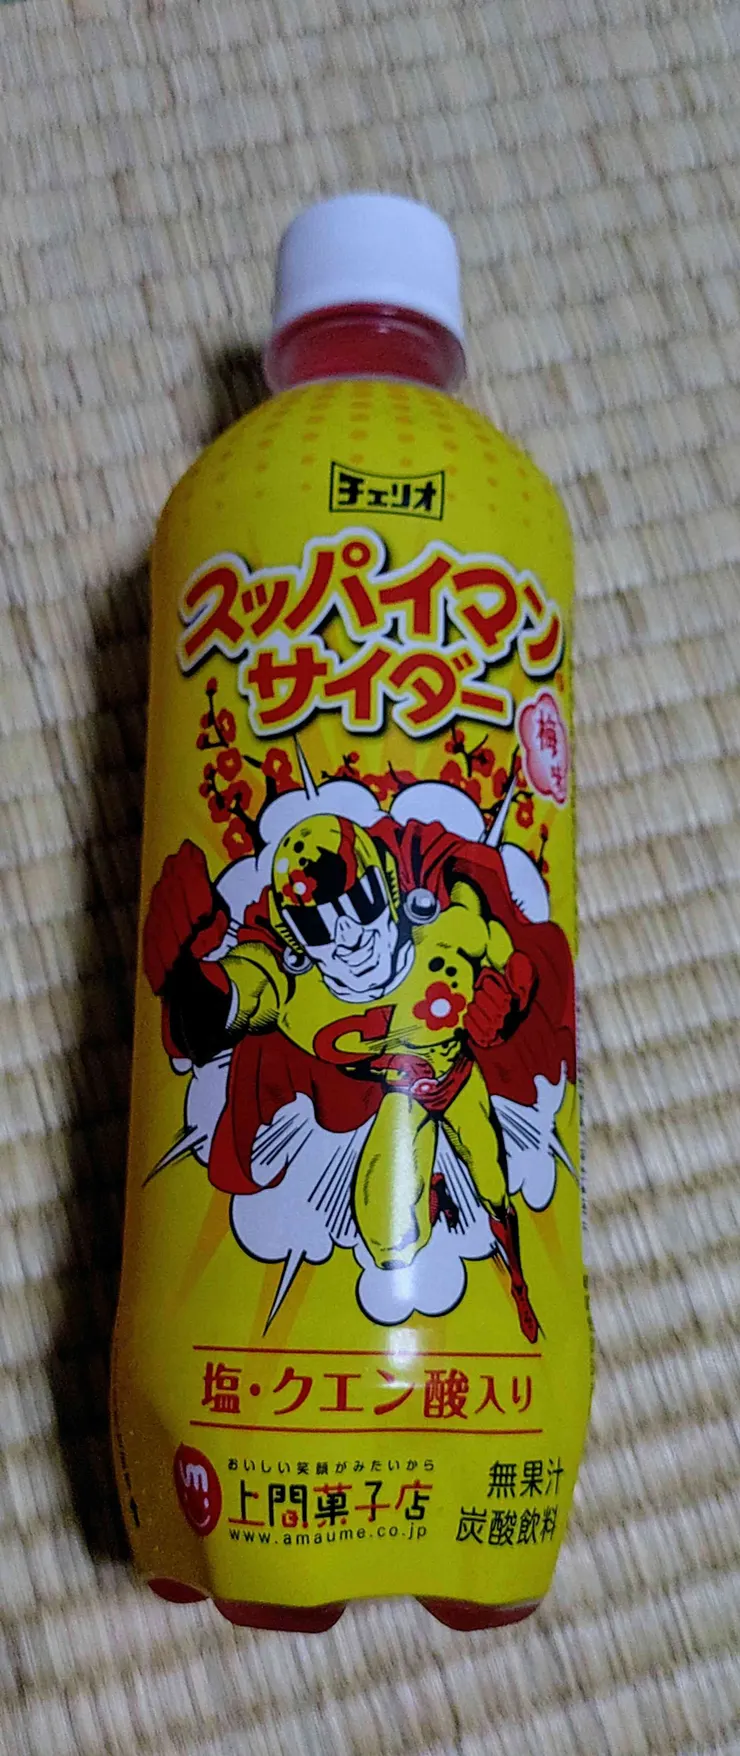 チェリオ
スッパイマン
サイダー
梅味
塩・クエン酸入り
おいしい笑顔がみたいから
上間菓子店
www.amaume.co.jp
無果汁
炭酸飲料